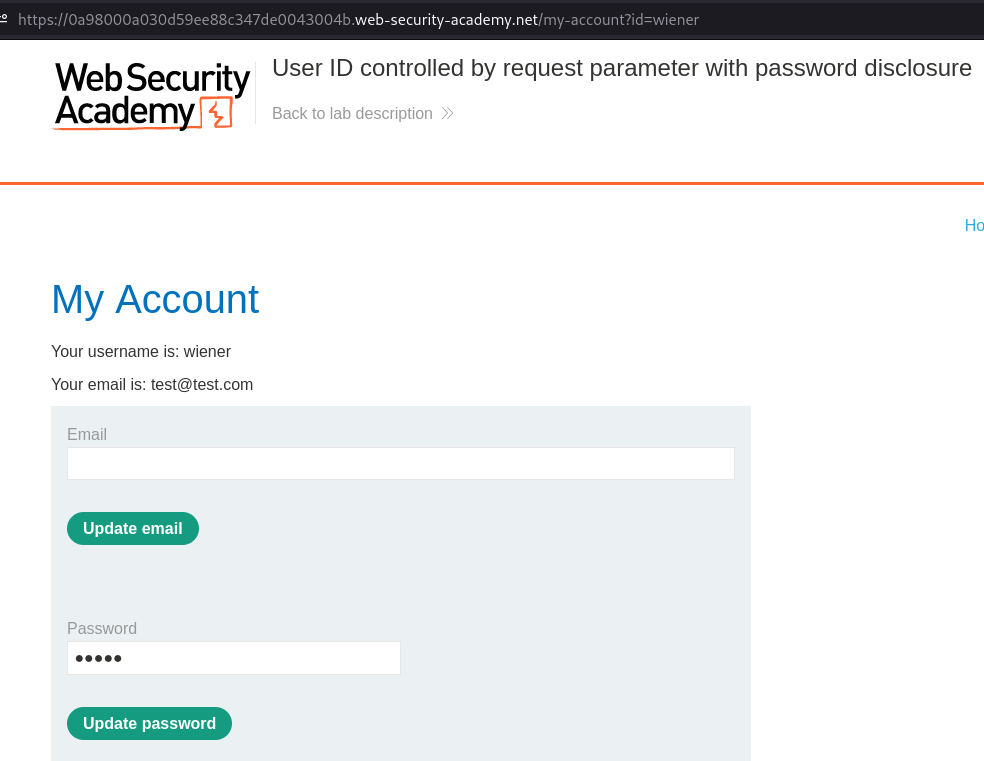 https://0a98000a030d59ee88c347de0043004b.web-security-academy.net/my-account?id=wiener
Web Security
Academy
User ID controlled by request parameter with password disclosure
Back to lab description
Ho
My Account
Your username is: wiener
Your email is: test@test.com
Email
Update email
Password
Update password